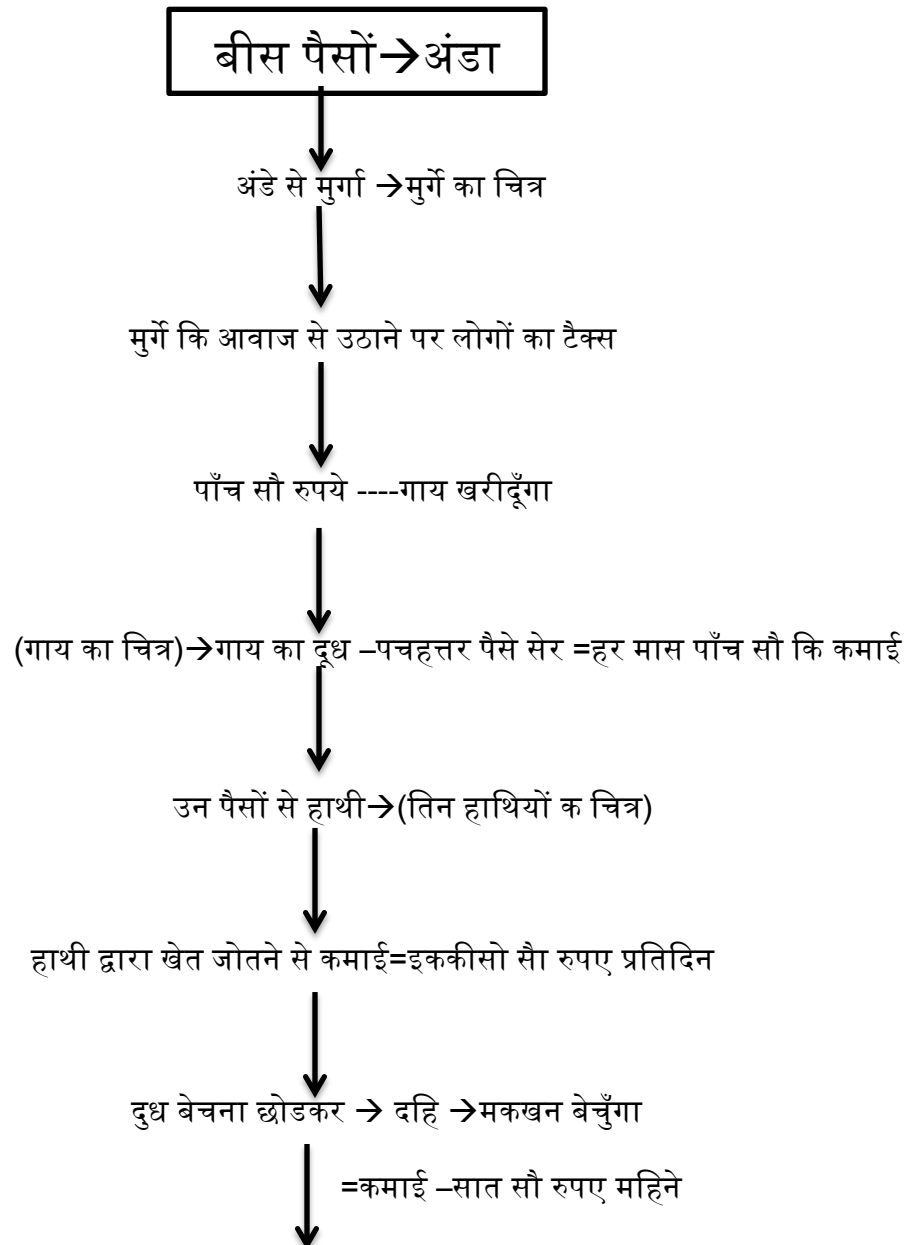 बीस पैसों→अंडा
अंडे से मुर्गा →मुर्गे का चित्र
मुर्गे कि आवाज से उठाने पर लोगों का टैक्स
पाँच सौ रुपये ----गाय खरीदूँगा
(गाय का चित्र)→गाय का दूध –पचहत्तर पैसे सेर =हर मास पाँच सौ कि कमाई
उन पैसों से हाथी→(तिन हाथियों क चित्र)
हाथी द्वारा खेत जोतने से कमाई=इककीसो सैा रुपए प्रतिदिन
दुध बेचना छोडकर → दहि →मकखन बेचुँगा
=कमाई –सात सौ रुपए महिने